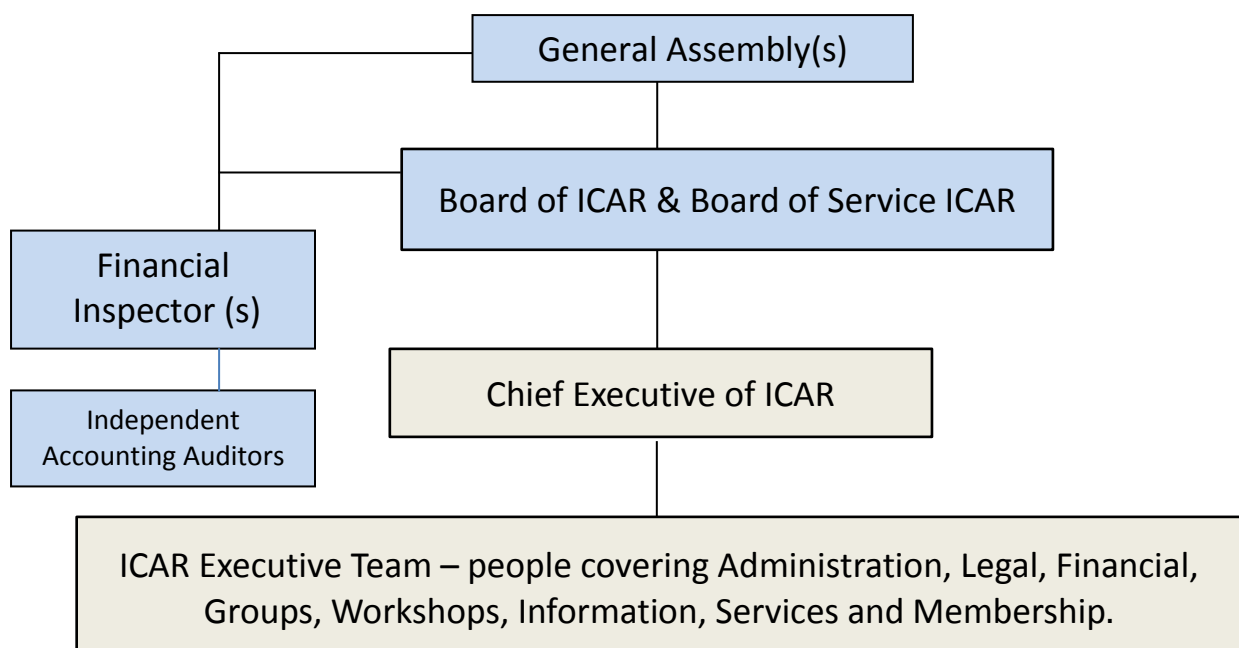 General Assembly(s)
Board of ICAR & Board of Service ICAR
Financial
Inspector (s)
Chief Executive of ICAR
Independent
Accounting Auditors
ICAR Executive Team – people covering Administration, Legal, Financial,
Groups, Workshops, Information, Services and Membership.